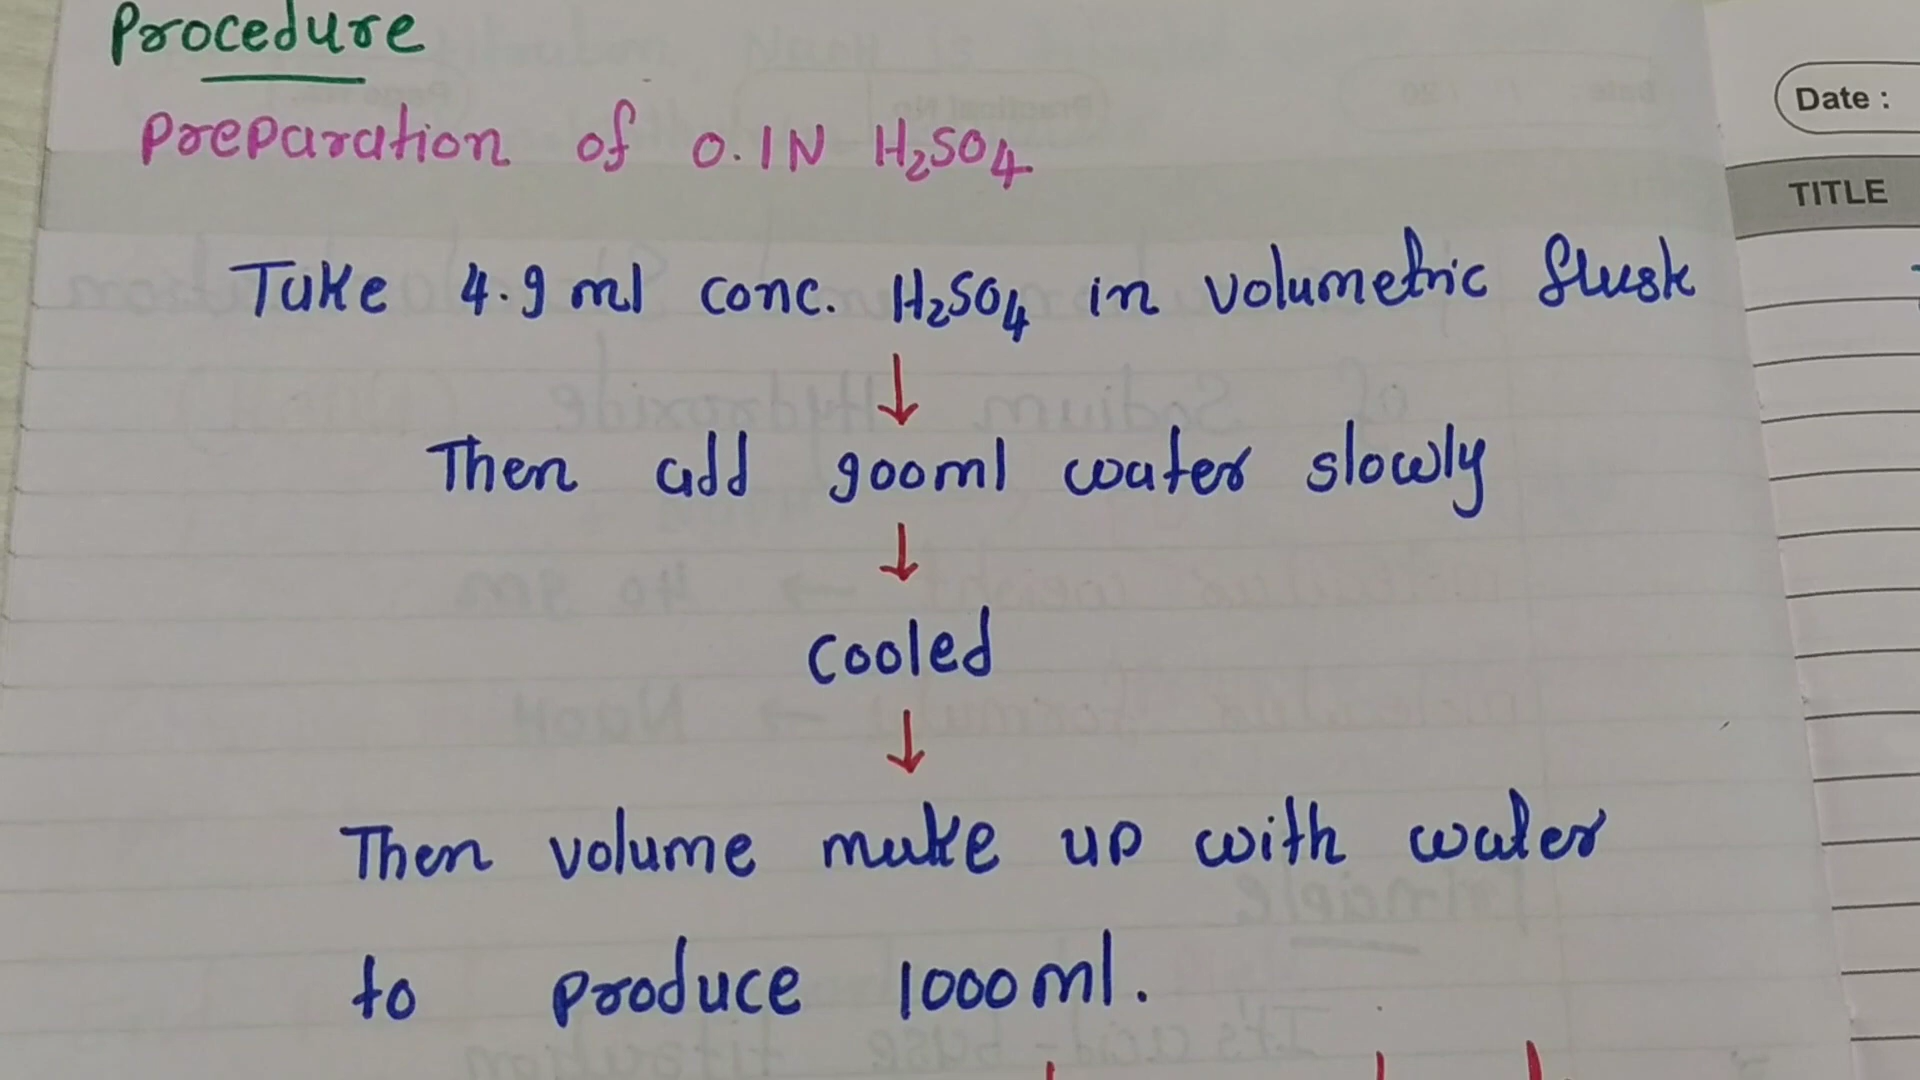 Procedure
Preparation of 0.1N H₂SO₄
Date :
TITLE
Take 4.9 ml conc. H₂SO₄ in volumetric flask
↓
Then add 900ml water slowly
↓
cooled
↓
Then volume make up with water
to produce 1000ml.